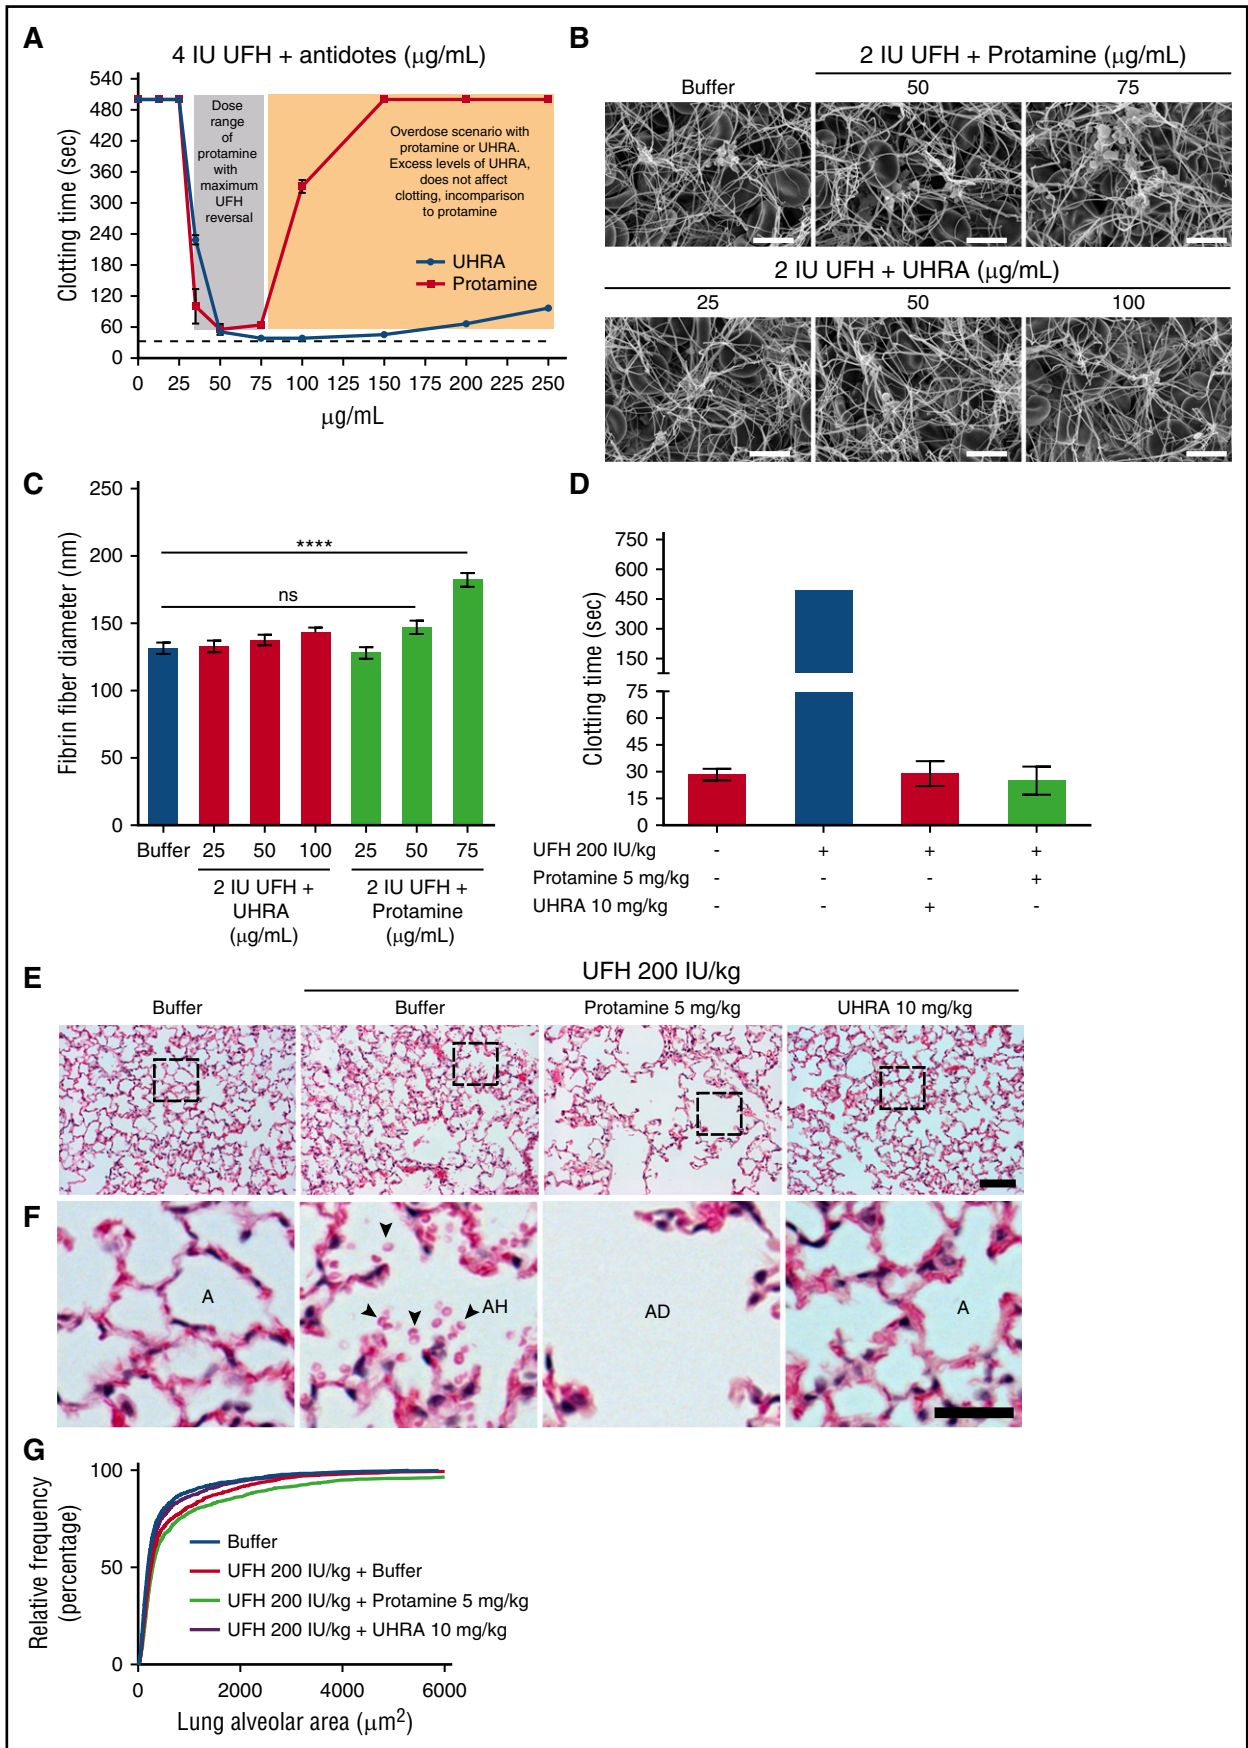 A
4 IU UFH + antidotes (μg/mL)
540
480
420
360
300
240
180
120
60
0
Clotting time (sec)
Dose
range
of
protamine
with
maximum
UFH
reversal
Overdose scenario with
protamine or UHRA.
Excess levels of UHRA,
does not affect
clotting, incomparison
to protamine
UHRA
Protamine
0 25 50 75 100 125 150 175 200 225 250
μg/mL
B
2 IU UFH + Protamine (μg/mL)
Buffer 50 75
2 IU UFH + UHRA (μg/mL)
25 50 100
C
250
200
150
100
50
0
Fibrin fiber diameter (nm)
****
ns
Buffer 25 50 100 25 50 75
2 IU UFH +
UHRA
(μg/mL)
2 IU UFH +
Protamine
(μg/mL)
D
750
600
450
300
150
75
60
45
30
15
0
Clotting time (sec)
UFH 200 IU/kg - + + +
Protamine 5 mg/kg - - - +
UHRA 10 mg/kg - - + -
E
UFH 200 IU/kg
Buffer Buffer Protamine 5 mg/kg UHRA 10 mg/kg
F
A
AH
AD
A
G
100
50
0
Relative frequency
(percentage)
Buffer
UFH 200 IU/kg + Buffer
UFH 200 IU/kg + Protamine 5 mg/kg
UFH 200 IU/kg + UHRA 10 mg/kg
0 2000 4000 6000
Lung alveolar area (μm²)